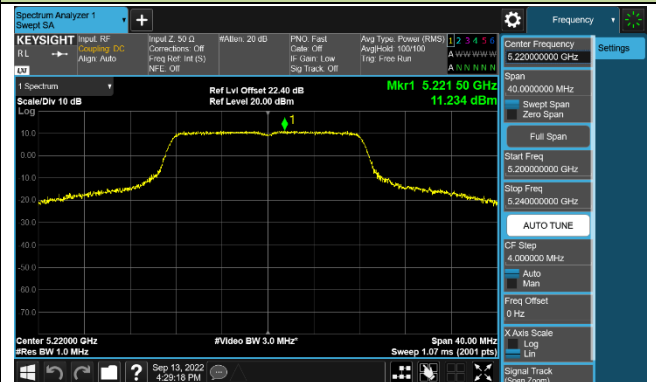 Spectrum Analyzer 1
Swept SA
Frequency
KEYSIGHT
RL
Input: RF
Coupling: DC
Align: Auto
Input Z: 50 Ω
Corrections: Off
Freq Ref: Int (S)
NFE: Off
#Atten: 20 dB
PNO: Fast
Gate: Off
IF Gain: Low
Sig Track: Off
Avg Type: Power (RMS)
Avg|Hold: 100/100
Trig: Free Run
1 2 3 4 5 6
A W W W W W
A N N N N N
LXI
1 Spectrum
Scale/Div 10 dB
Log
Ref Lvl Offset 22.40 dB
Ref Level 20.00 dBm
Mkr1 5.221 50 GHz
11.234 dBm
1
10.0
0.00
-10.0
-20.0
-30.0
-40.0
-50.0
-60.0
-70.0
Center 5.22000 GHz
#Res BW 1.0 MHz
#Video BW 3.0 MHz*
Span 40.00 MHz
Sweep 1.07 ms (2001 pts)
Sep 13, 2022
4:29:18 PM
Center Frequency
5.220000000 GHz
Settings
Span
40.0000000 MHz
Swept Span
Zero Span
Full Span
Start Freq
5.200000000 GHz
Stop Freq
5.240000000 GHz
AUTO TUNE
CF Step
4.000000 MHz
Auto
Man
Freq Offset
0 Hz
X Axis Scale
Log
Lin
Signal Track
(Span Zoom)